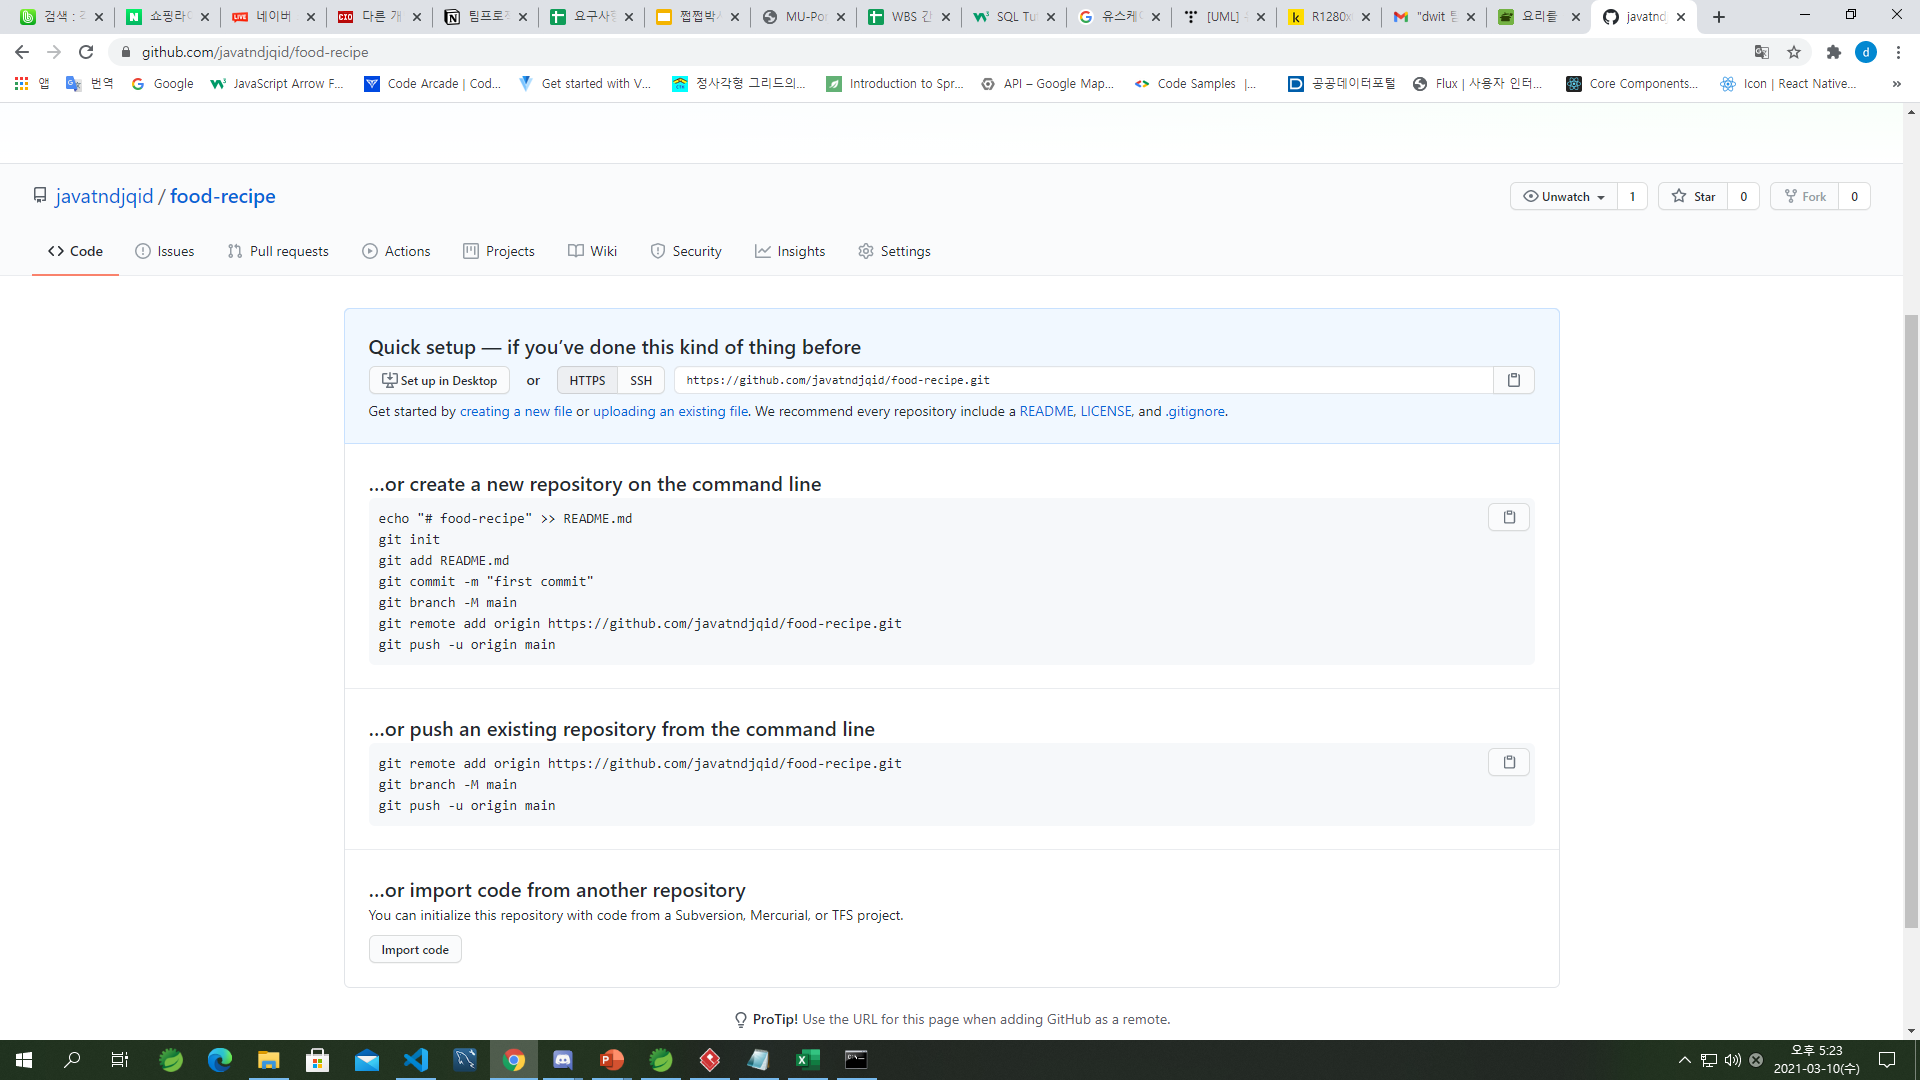 검색 : 
쇼핑라이
네이버
다른 개
팀프로젝
요구사항
쩝쩝박사
MU-Por
WBS 간
SQL Tut
유스케이
[UML]
R1280x
"dwit 팀
요리를
javatndj
github.com/javatndjqid/food-recipe
d
앱
번역
Google
JavaScript Arrow F...
Code Arcade | Cod...
Get started with V...
정사각형 그리드의...
Introduction to Spr...
API – Google Map...
Code Samples |...
공공데이터포털
Flux | 사용자 인터...
Core Components...
Icon | React Native...
»
javatndjqid / food-recipe
Unwatch 1
Star 0
Fork 0
Code
Issues
Pull requests
Actions
Projects
Wiki
Security
Insights
Settings
Quick setup — if you’ve done this kind of thing before
Set up in Desktop or HTTPS SSH https://github.com/javatndjqid/food-recipe.git
Get started by creating a new file or uploading an existing file. We recommend every repository include a README, LICENSE, and .gitignore.
…or create a new repository on the command line
echo "# food-recipe" >> README.md
git init
git add README.md
git commit -m "first commit"
git branch -M main
git remote add origin https://github.com/javatndjqid/food-recipe.git
git push -u origin main
…or push an existing repository from the command line
git remote add origin https://github.com/javatndjqid/food-recipe.git
git branch -M main
git push -u origin main
…or import code from another repository
You can initialize this repository with code from a Subversion, Mercurial, or TFS project.
Import code
ProTip! Use the URL for this page when adding GitHub as a remote.
오후 5:23
2021-03-10(수)